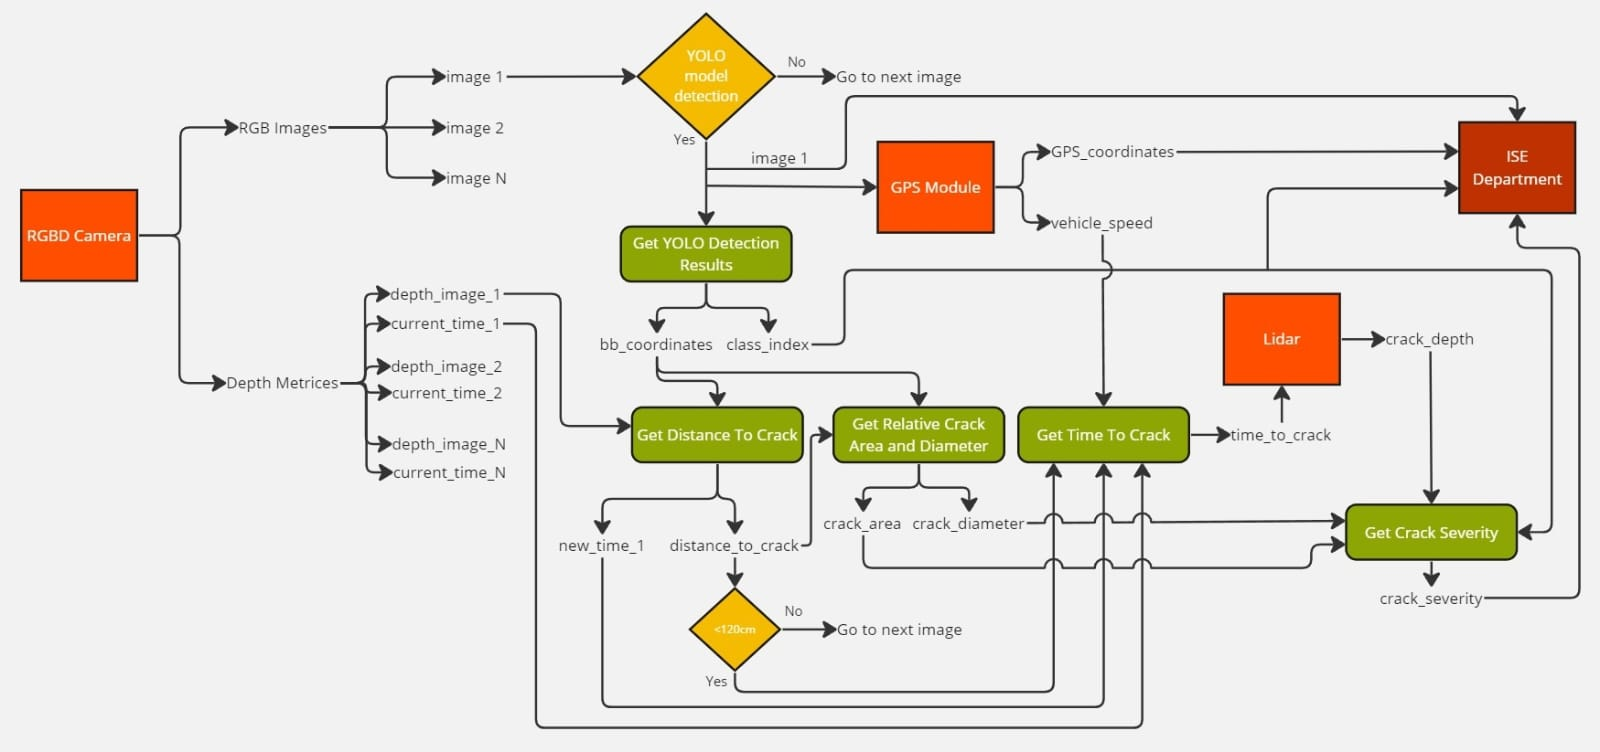 YOLO
model
detection
No
Go to next image
image 1
RGB Images
image 2
image N
Yes
image 1
GPS Module
GPS_coordinates
vehicle_speed
ISE
Department
RGBD Camera
Get YOLO Detection
Results
depth_image_1
current_time_1
depth_image_2
current_time_2
depth_image_N
current_time_N
Depth Metrices
bb_coordinates
class_index
Lidar
crack_depth
Get Distance To Crack
Get Relative Crack
Area and Diameter
Get Time To Crack
time_to_crack
new_time_1
distance_to_crack
crack_area
crack_diameter
Get Crack Severity
crack_severity
<120cm
No
Go to next image
Yes